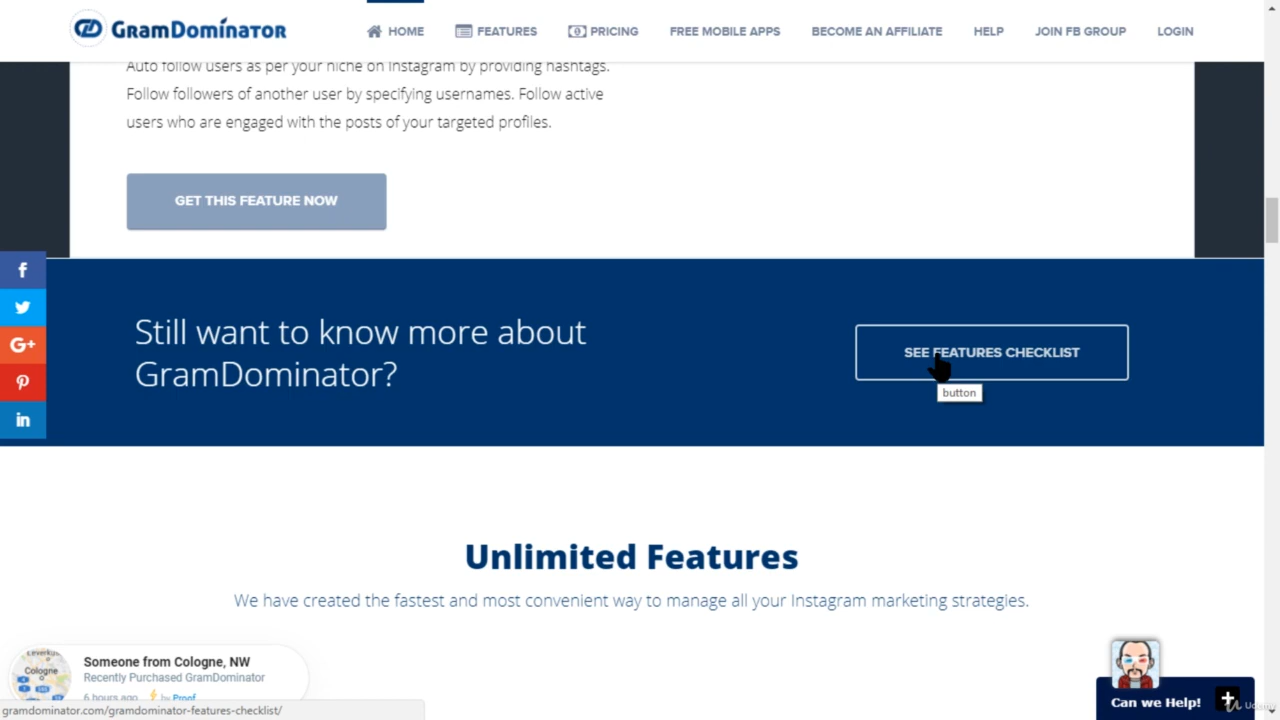 GramDominator
HOME
FEATURES
PRICING
FREE MOBILE APPS
BECOME AN AFFILIATE
HELP
JOIN FB GROUP
LOGIN
Auto follow users as per your niche on Instagram by providing hashtags.
Follow followers of another user by specifying usernames. Follow active
users who are engaged with the posts of your targeted profiles.
GET THIS FEATURE NOW
f
G+
in
Still want to know more about
GramDominator?
SEE FEATURES CHECKLIST
button
Unlimited Features
We have created the fastest and most convenient way to manage all your Instagram marketing strategies.
Cologne
Someone from Cologne, NW
Recently Purchased GramDominator
6 hours ago by Proof
gramdominator.com/gramdominator-features-checklist/
Can we Help!
Udemy